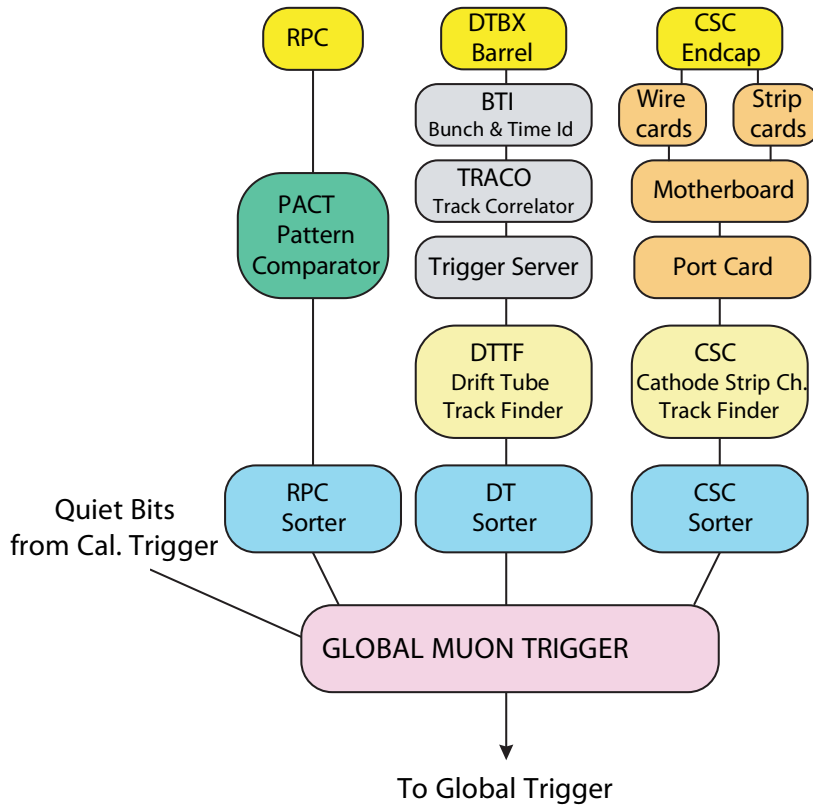 RPC
DTBX
Barrel
CSC
Endcap
BTI
Bunch & Time Id
Wire
cards
Strip
cards
PACT
Pattern
Comparator
TRACO
Track Correlator
Motherboard
Trigger Server
Port Card
DTTF
Drift Tube
Track Finder
CSC
Cathode Strip Ch.
Track Finder
Quiet Bits
from Cal. Trigger
RPC
Sorter
DT
Sorter
CSC
Sorter
GLOBAL MUON TRIGGER
To Global Trigger